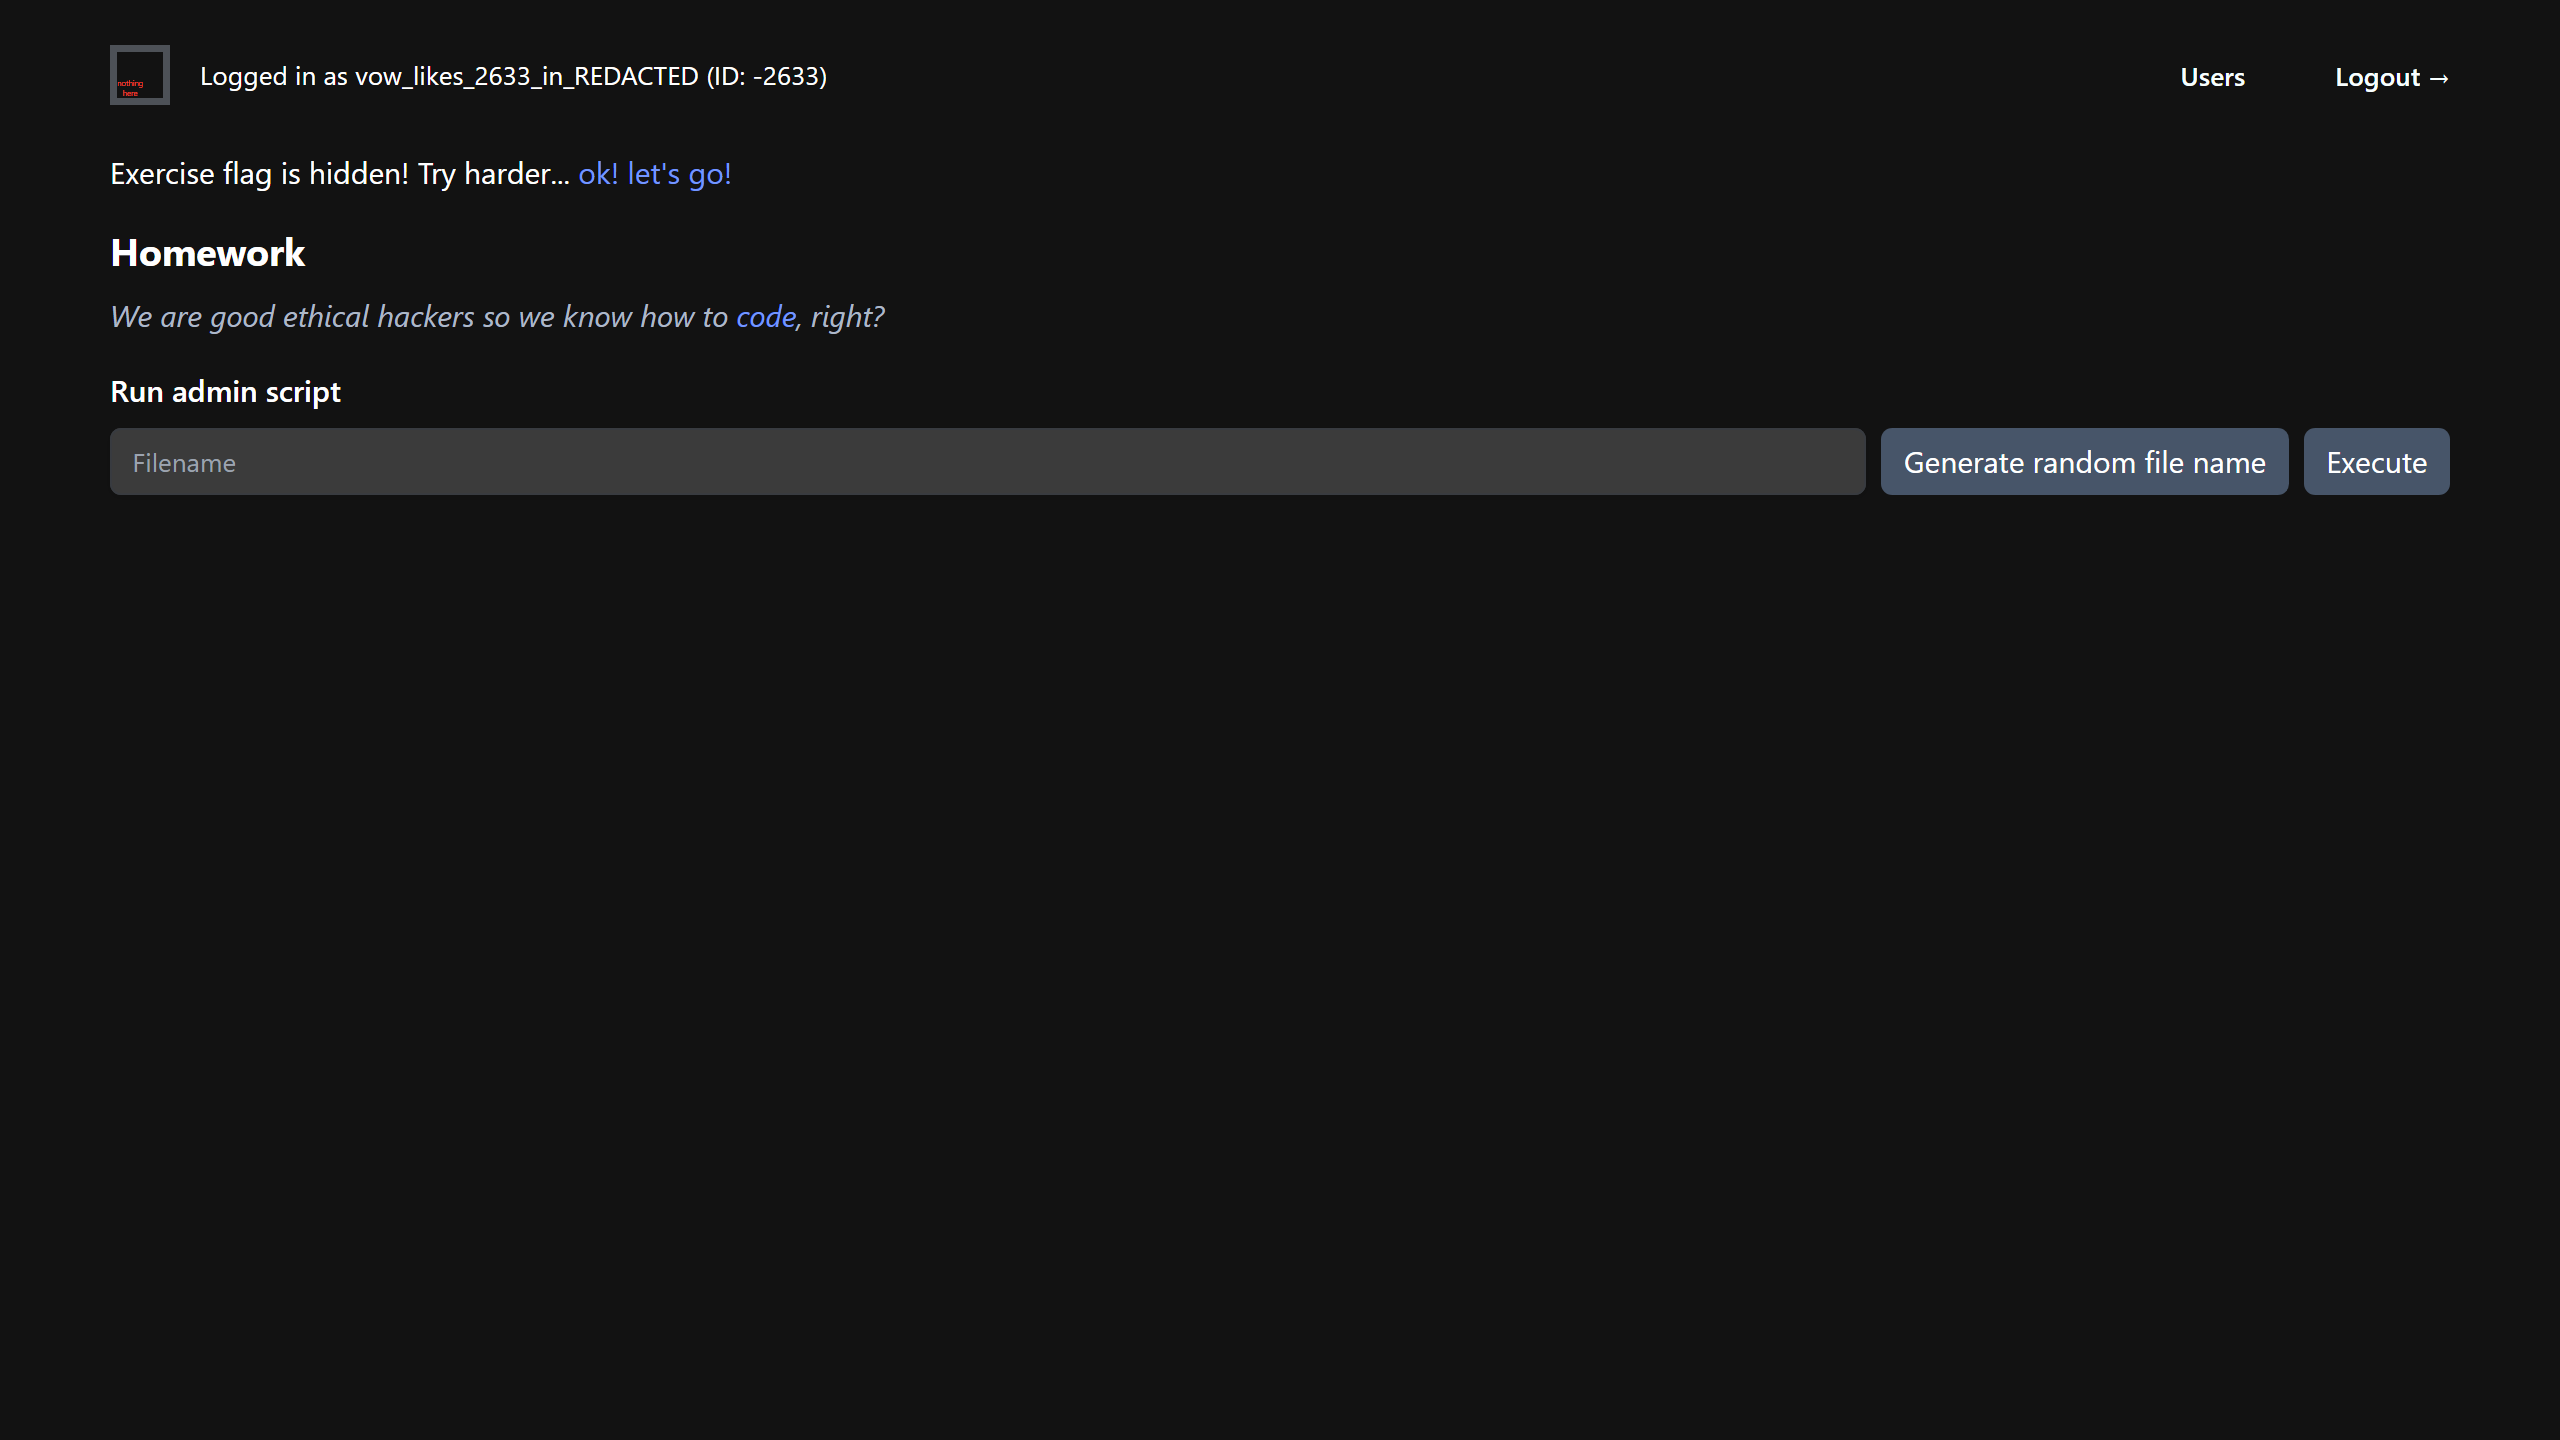 nothing
here
Logged in as vow_likes_2633_in_REDACTED (ID: -2633)
Users
Logout →
Exercise flag is hidden! Try harder... ok! let's go!
Homework
We are good ethical hackers so we know how to code, right?
Run admin script
Filename
Generate random file name
Execute